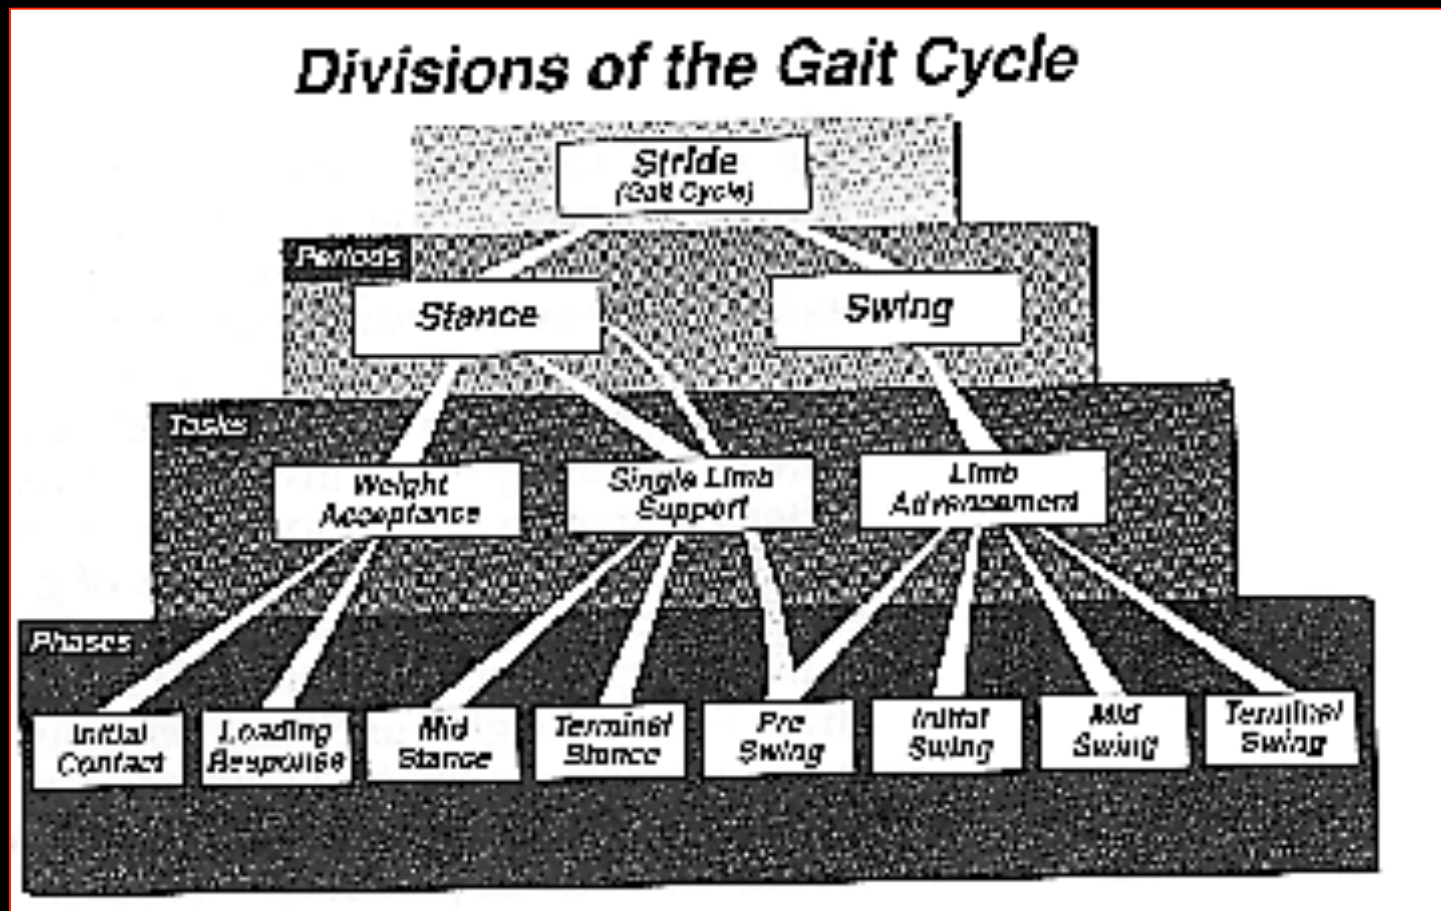 Divisions of the Gait Cycle
Stride
(Gait Cycle)
Periods
Stance
Swing
Tasks
Weight
Acceptance
Single Limb
Support
Limb
Advancement
Phases
Initial
Contact
Loading
Response
Mid
Stance
Terminal
Stance
Pre
Swing
Initial
Swing
Mid
Swing
Terminal
Swing